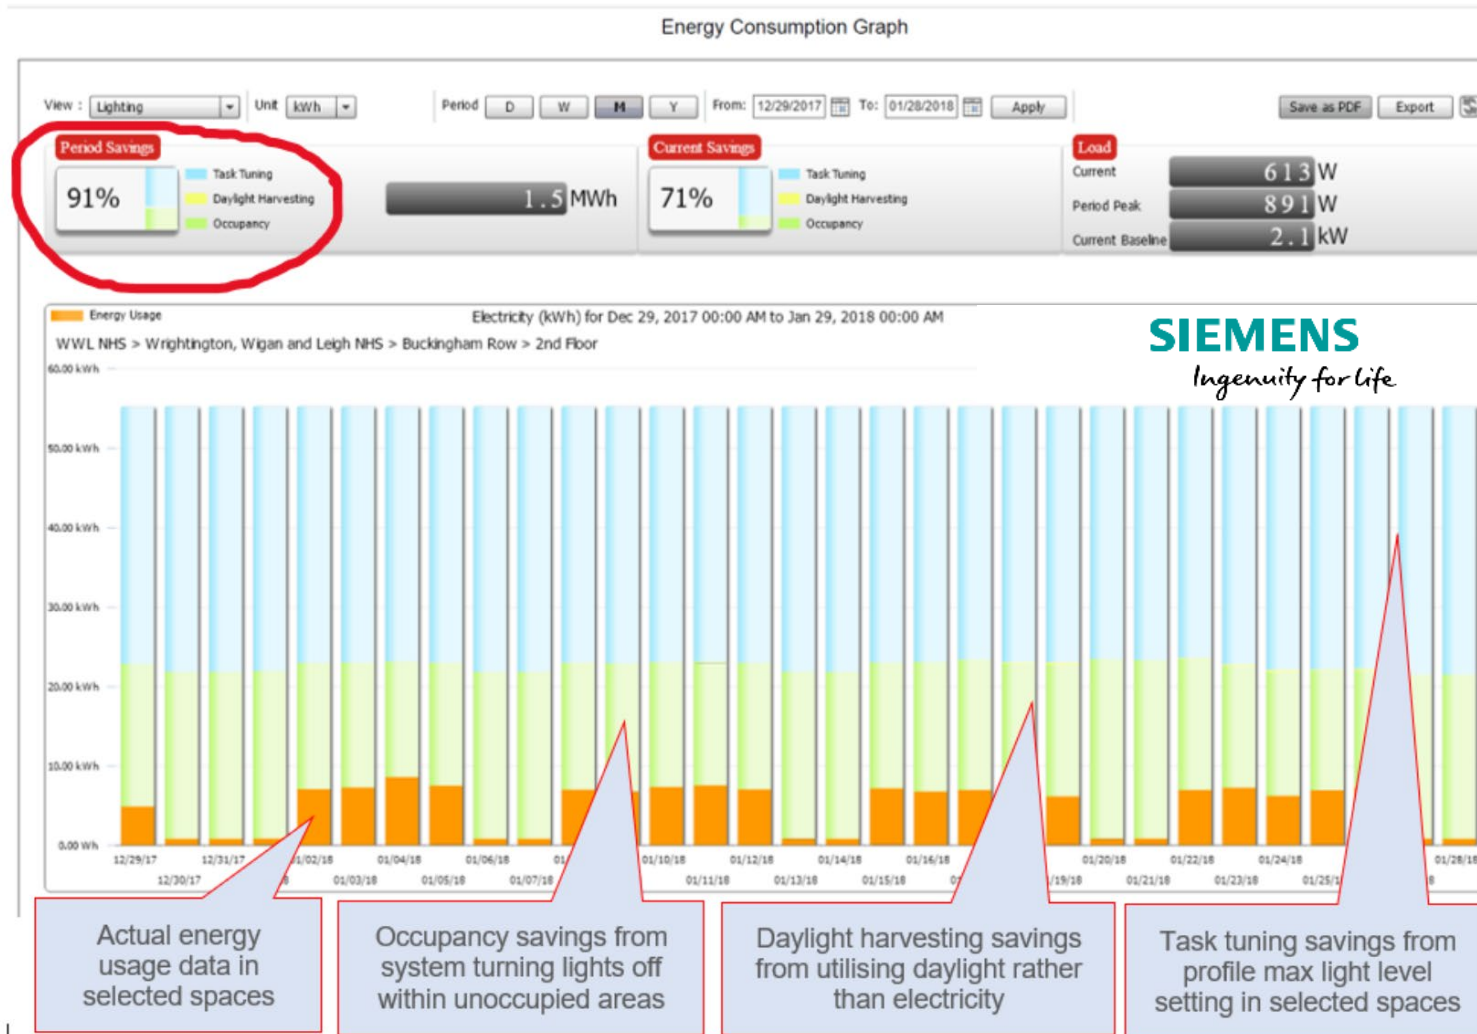 Energy Consumption Graph
View : Lighting Unit kWh Period D W M Y From: 12/29/2017 To: 01/28/2018 Apply Save as PDF Export
Period Savings
91%
Task Tuning
Daylight Harvesting
Occupancy
1.5 MWh
Current Savings
71%
Task Tuning
Daylight Harvesting
Occupancy
Load
Current 613 W
Period Peak 891 W
Current Baseline 2.1 kW
Energy Usage
Electricity (kWh) for Dec 29, 2017 00:00 AM to Jan 29, 2018 00:00 AM
WWL NHS > Wrightington, Wigan and Leigh NHS > Buckingham Row > 2nd Floor
SIEMENS
Ingenuity for life
60.00 kWh
50.00 kWh
40.00 kWh
30.00 kWh
20.00 kWh
10.00 kWh
0.00 Wh
12/29/17 12/31/17 01/02/18 01/04/18 01/06/18 01/10/18 01/12/18 01/14/18 01/16/18 01/20/18 01/22/18 01/24/18 01/28/18
12/30/17 01/03/18 01/05/18 01/07/18 01/11/18 01/13/18 01/15/18 /19/18 01/21/18 01/23/18 01/25/1
Actual energy
usage data in
selected spaces
Occupancy savings from
system turning lights off
within unoccupied areas
Daylight harvesting savings
from utilising daylight rather
than electricity
Task tuning savings from
profile max light level
setting in selected spaces